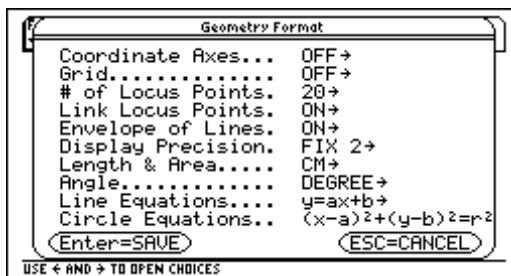 Geometry Format
Coordinate Axes... OFF→
Grid.............. OFF→
# of Locus Points. 20→
Link Locus Points. ON→
Envelope of Lines. ON→
Display Precision. FIX 2→
Length & Area..... CM→
Angle............. DEGREE→
Line Equations.... y=ax+b→
Circle Equations.. (x-a)²+(y-b)²=r²
Enter=SAVE ESC=CANCEL
USE ← AND → TO OPEN CHOICES